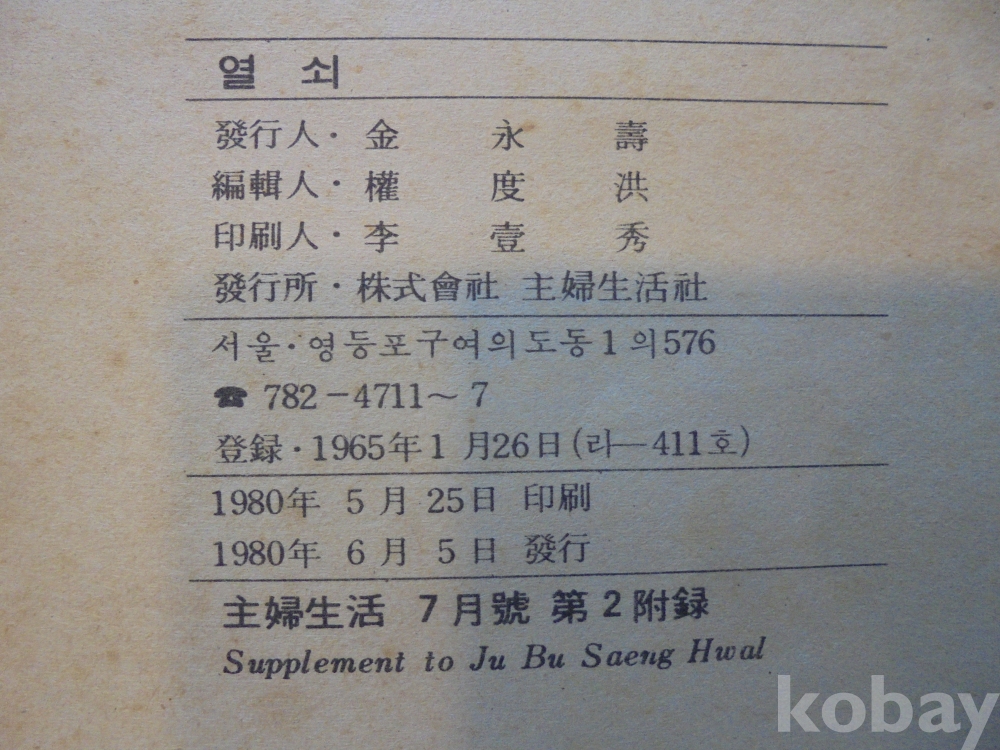 열 쇠
發行人·金 永 壽
編輯人·權 度 洪
印刷人·李 壹 秀
發行所·株式會社 主婦生活社
서울·영등포구여의도동1의576
☎ 782-4711~7
登録·1965年1月26日(라—411호)
1980年 5月 25日 印刷
1980年 6月 5日 發行
主婦生活 7月號 第2附録
Supplement to Ju Bu Saeng Hwal
kobay